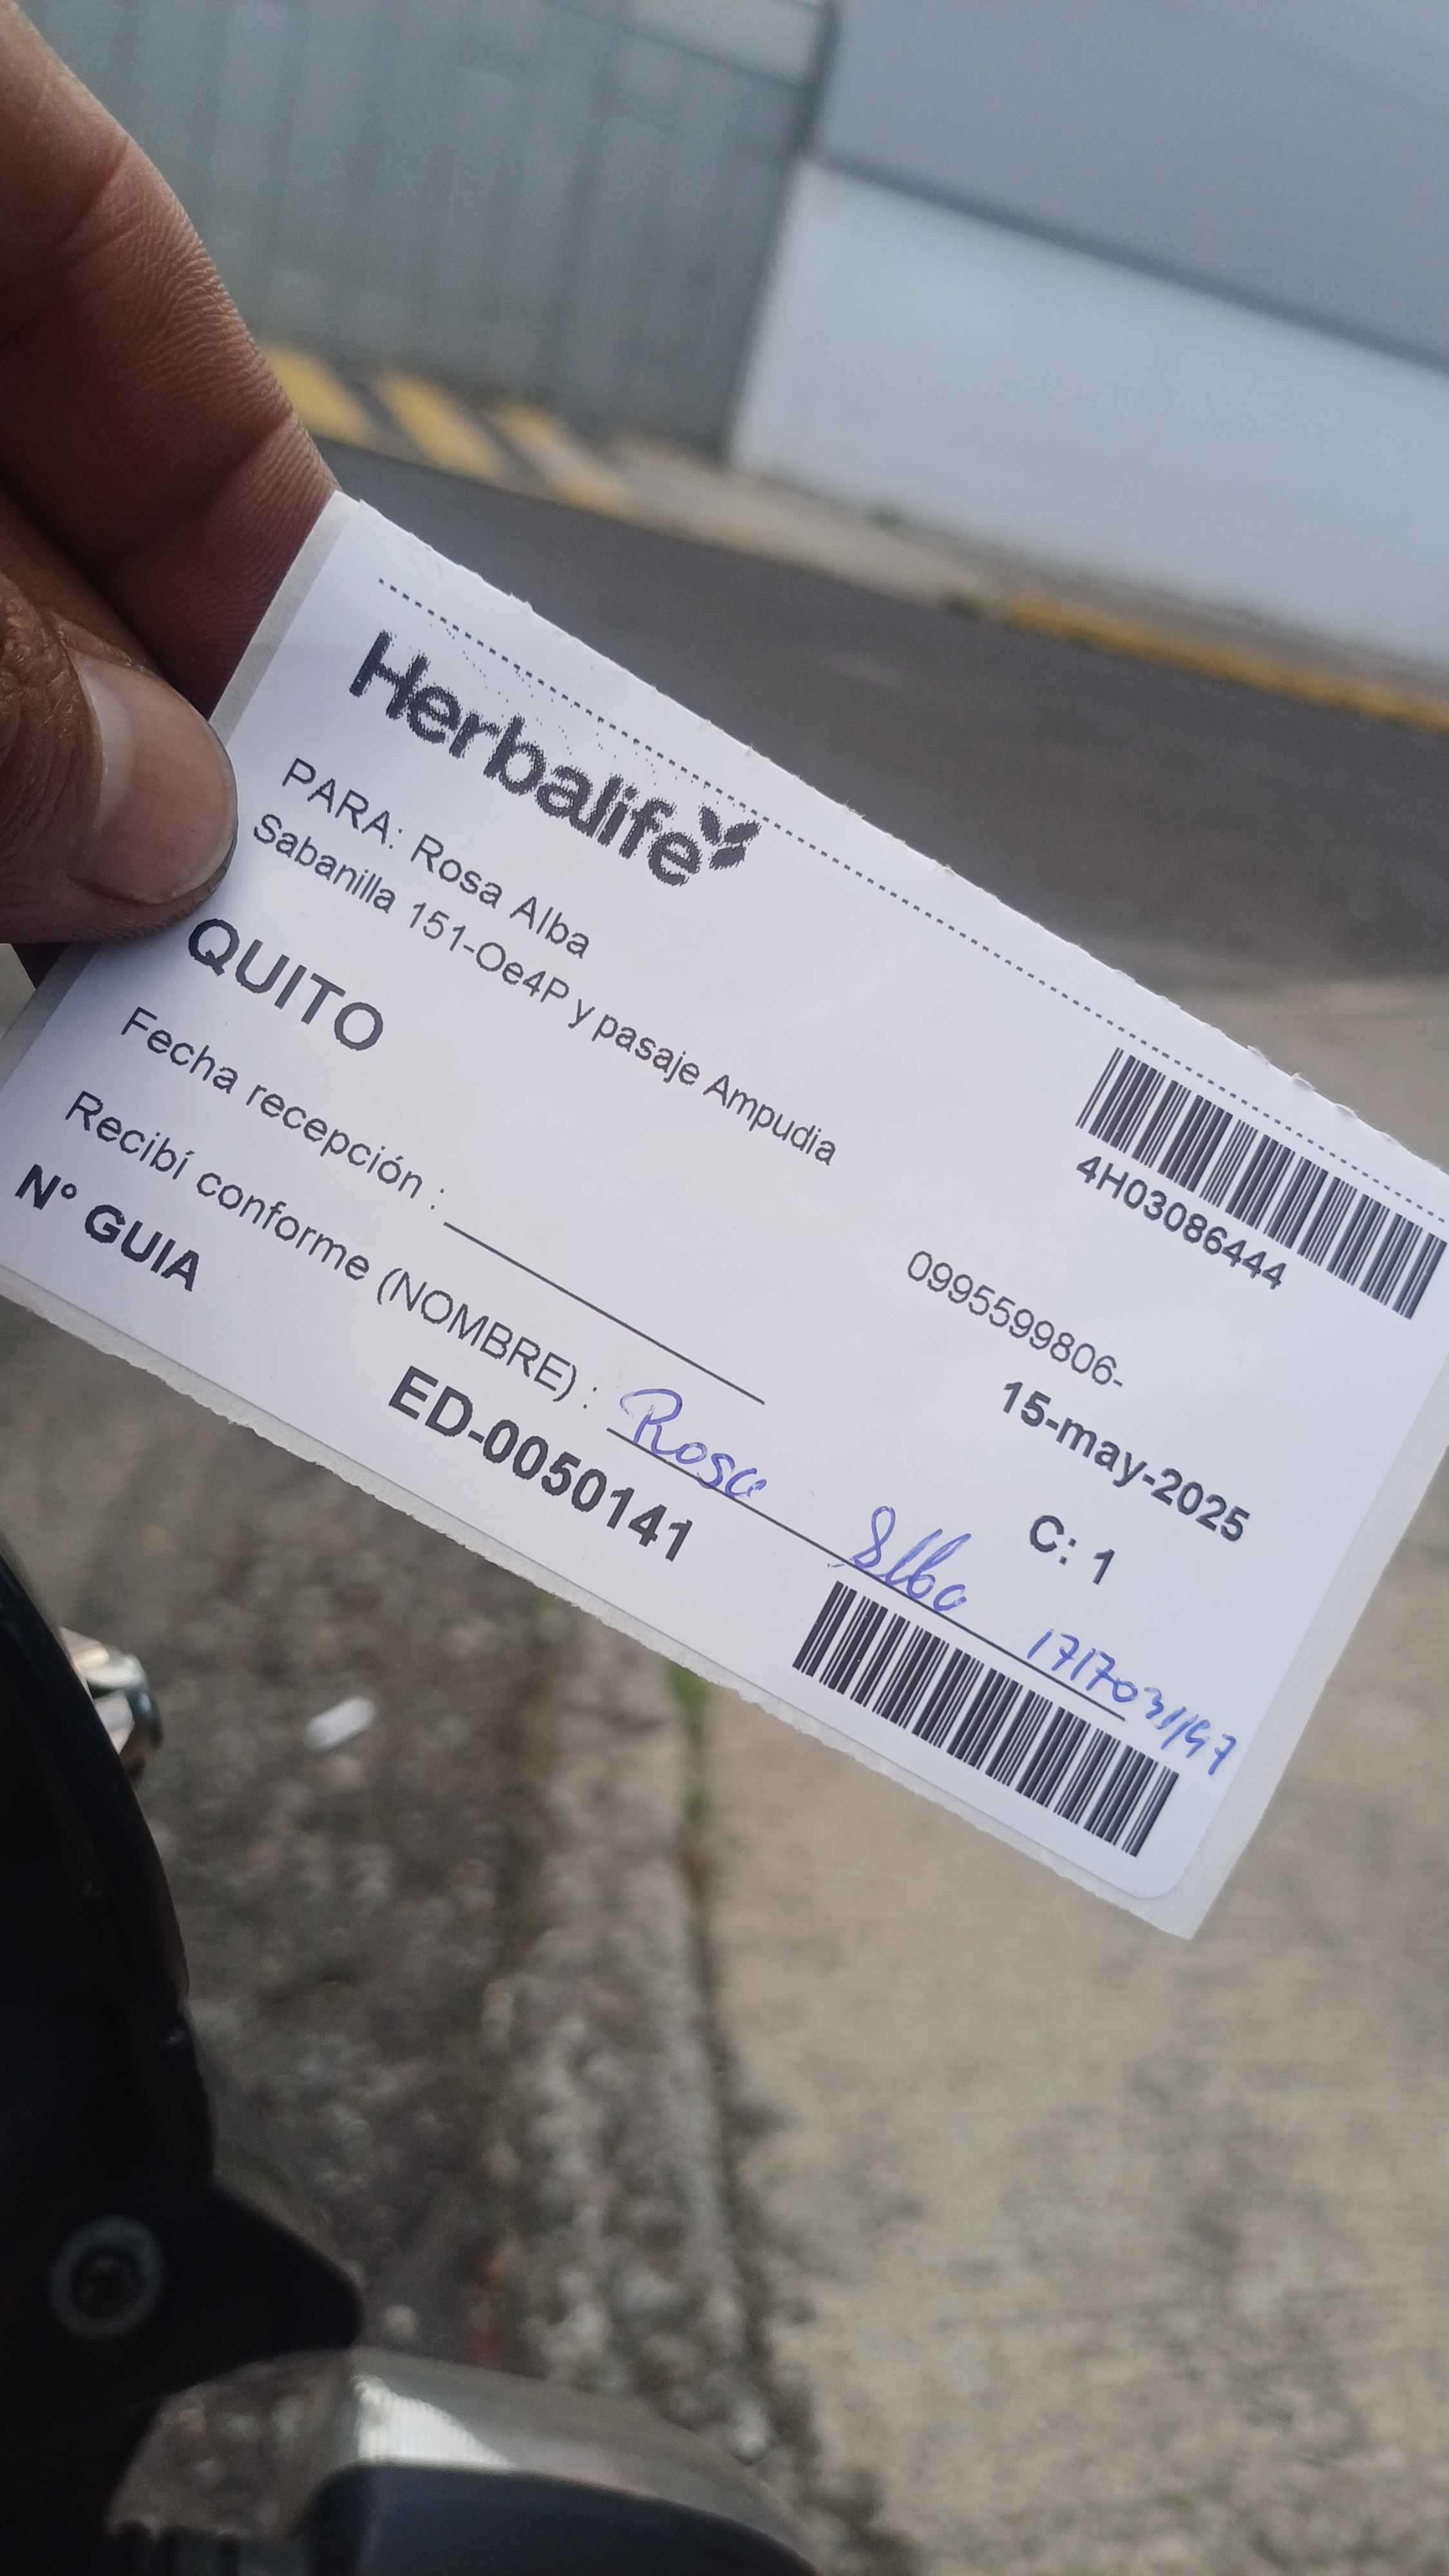 Herbalife
4H03086444
PARA: Rosa Alba
Sabanilla 151-Oe4P y pasaje Ampudia
0995599806-
QUITO
15-may-2025
Fecha recepción :
C: 1
Recibí conforme (NOMBRE) : Rosa Alba
N° GUIA
ED-0050141